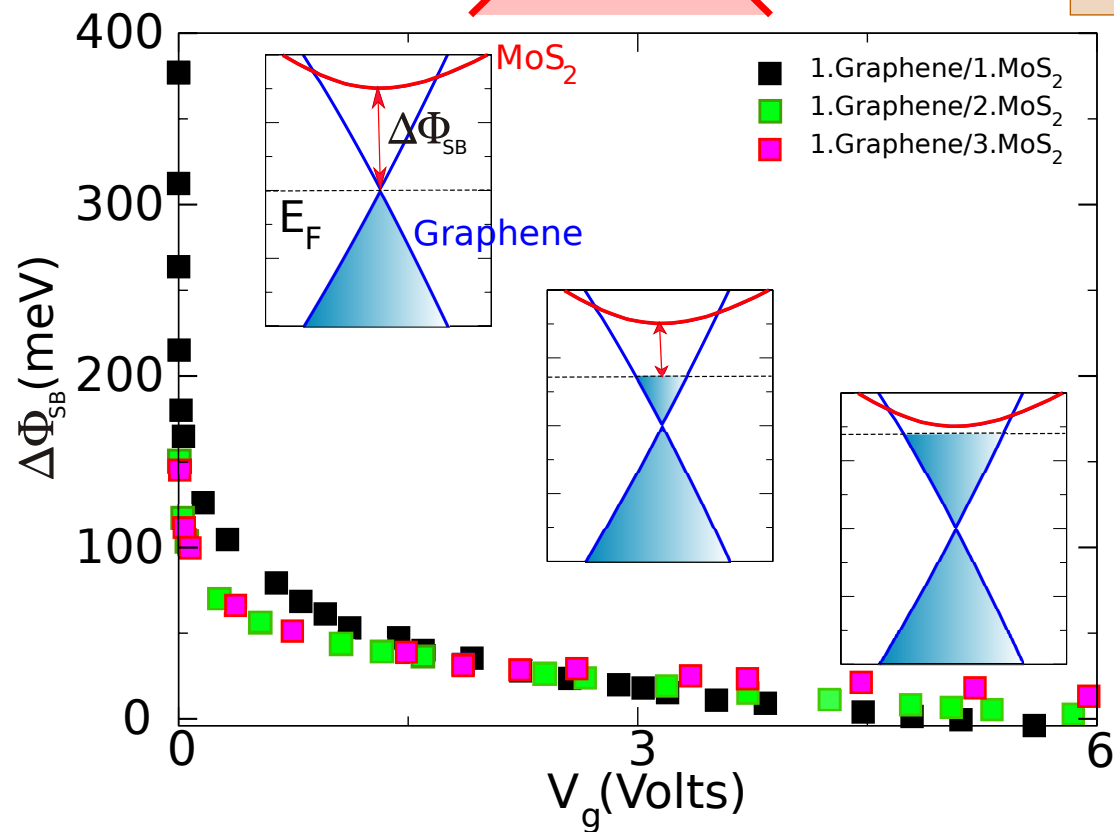 400
MoS2
1.Graphene/1.MoS2
1.Graphene/2.MoS2
1.Graphene/3.MoS2
ΔΦSB
300
EF
Graphene
ΔΦSB(meV)
200
100
0
0
3
6
Vg(Volts)